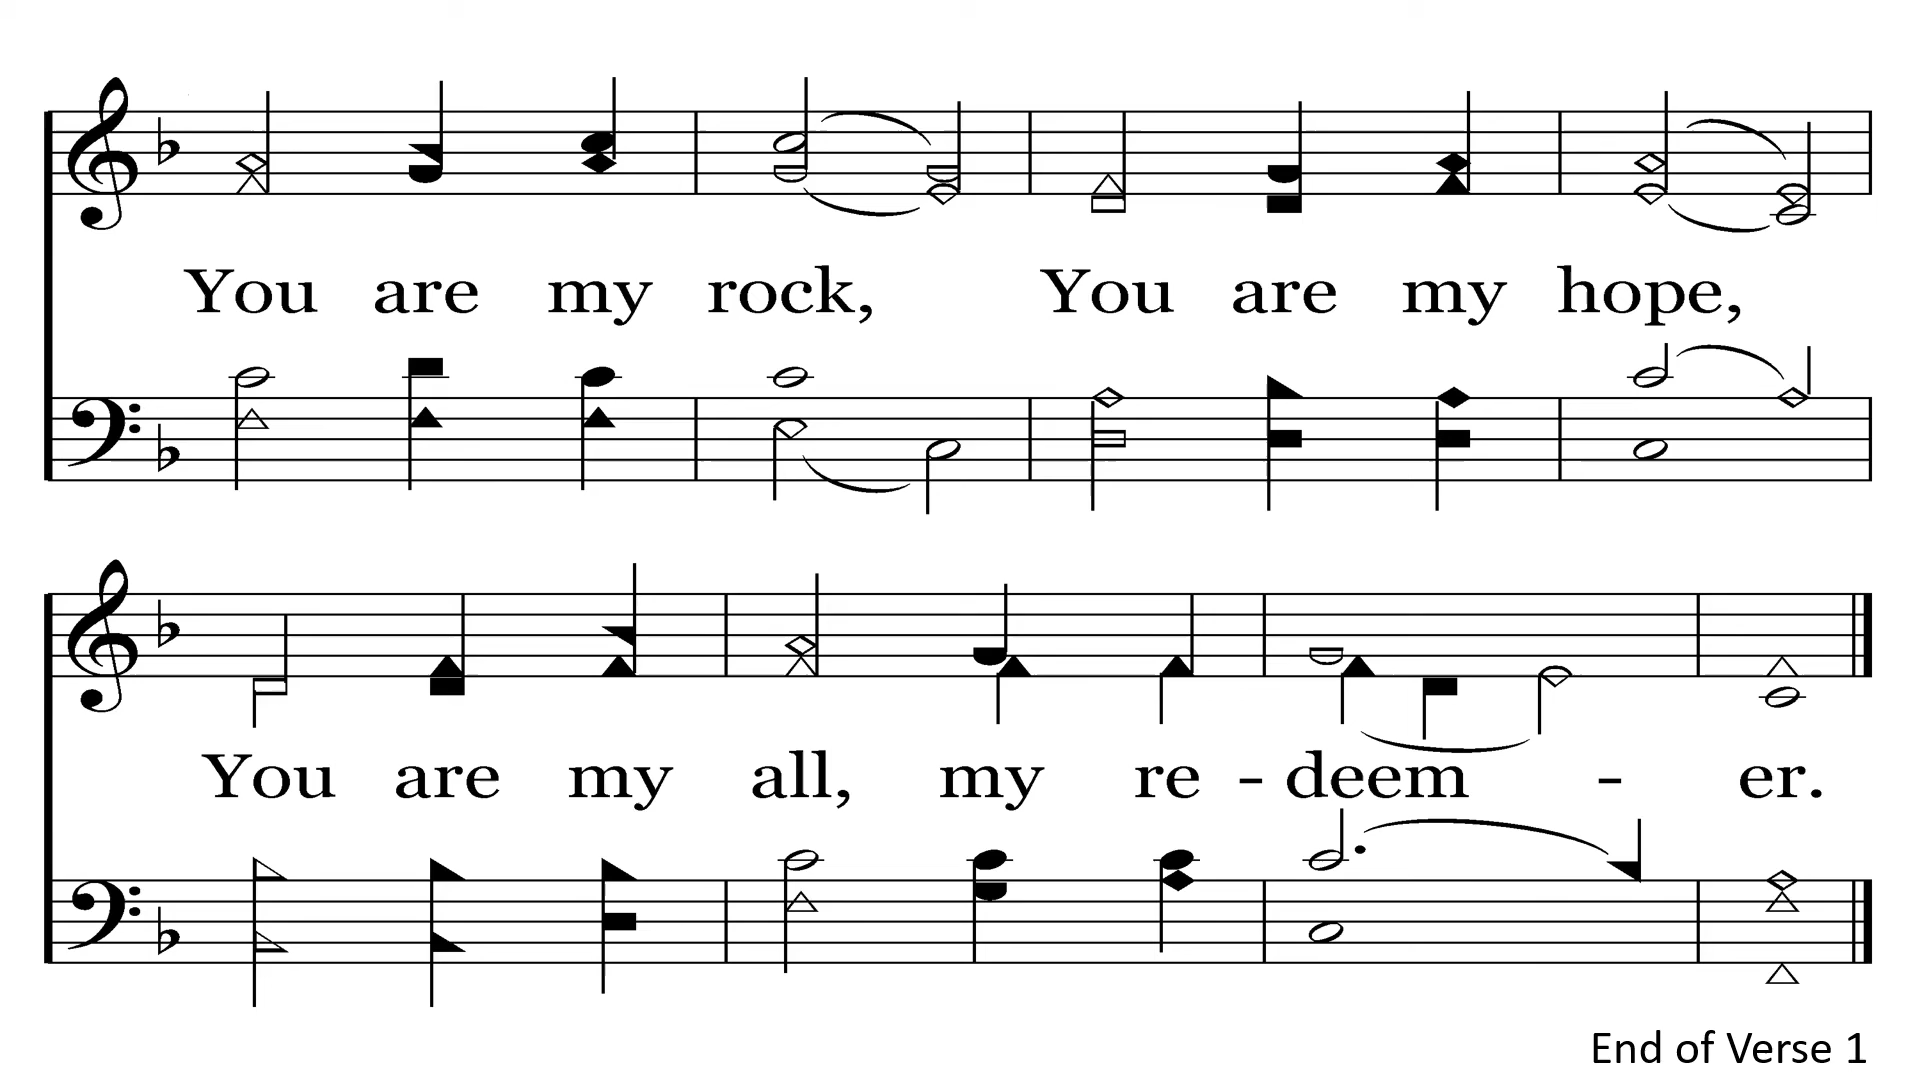 You are my rock, You are my hope,
You are my all, my re - deem - er.
End of Verse 1